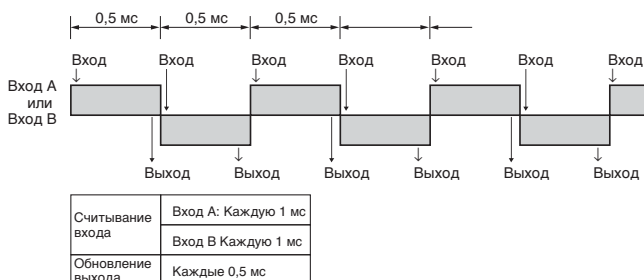 0,5 мс 0,5 мс 0,5 мс
Вход Вход Вход Вход Вход Вход Вход
Вход A
или
Вход B
Выход Выход Выход Выход Выход Выход
Считывание
входа
Вход A: Каждую 1 мс
Вход B Каждую 1 мс
Обновление
выхода
Каждые 0,5 мс